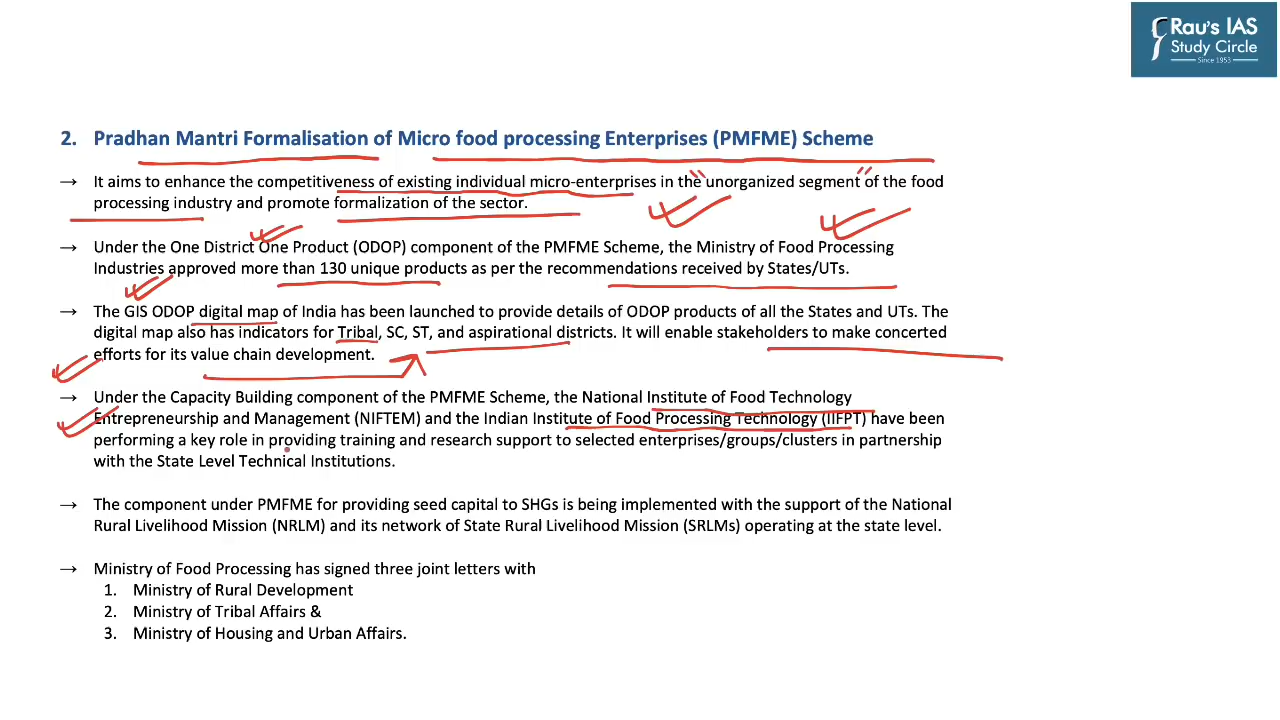 Rau's IAS
Study Circle
Since 1953
2. Pradhan Mantri Formalisation of Micro food processing Enterprises (PMFME) Scheme
→ It aims to enhance the competitiveness of existing individual micro-enterprises in the unorganized segment of the food
processing industry and promote formalization of the sector.
→ Under the One District One Product (ODOP) component of the PMFME Scheme, the Ministry of Food Processing
Industries approved more than 130 unique products as per the recommendations received by States/UTs.
→ The GIS ODOP digital map of India has been launched to provide details of ODOP products of all the States and UTs. The
digital map also has indicators for Tribal, SC, ST, and aspirational districts. It will enable stakeholders to make concerted
efforts for its value chain development.
→ Under the Capacity Building component of the PMFME Scheme, the National Institute of Food Technology
Entrepreneurship and Management (NIFTEM) and the Indian Institute of Food Processing Technology (IIFPT) have been
performing a key role in providing training and research support to selected enterprises/groups/clusters in partnership
with the State Level Technical Institutions.
→ The component under PMFME for providing seed capital to SHGs is being implemented with the support of the National
Rural Livelihood Mission (NRLM) and its network of State Rural Livelihood Mission (SRLMs) operating at the state level.
→ Ministry of Food Processing has signed three joint letters with
1. Ministry of Rural Development
2. Ministry of Tribal Affairs &
3. Ministry of Housing and Urban Affairs.